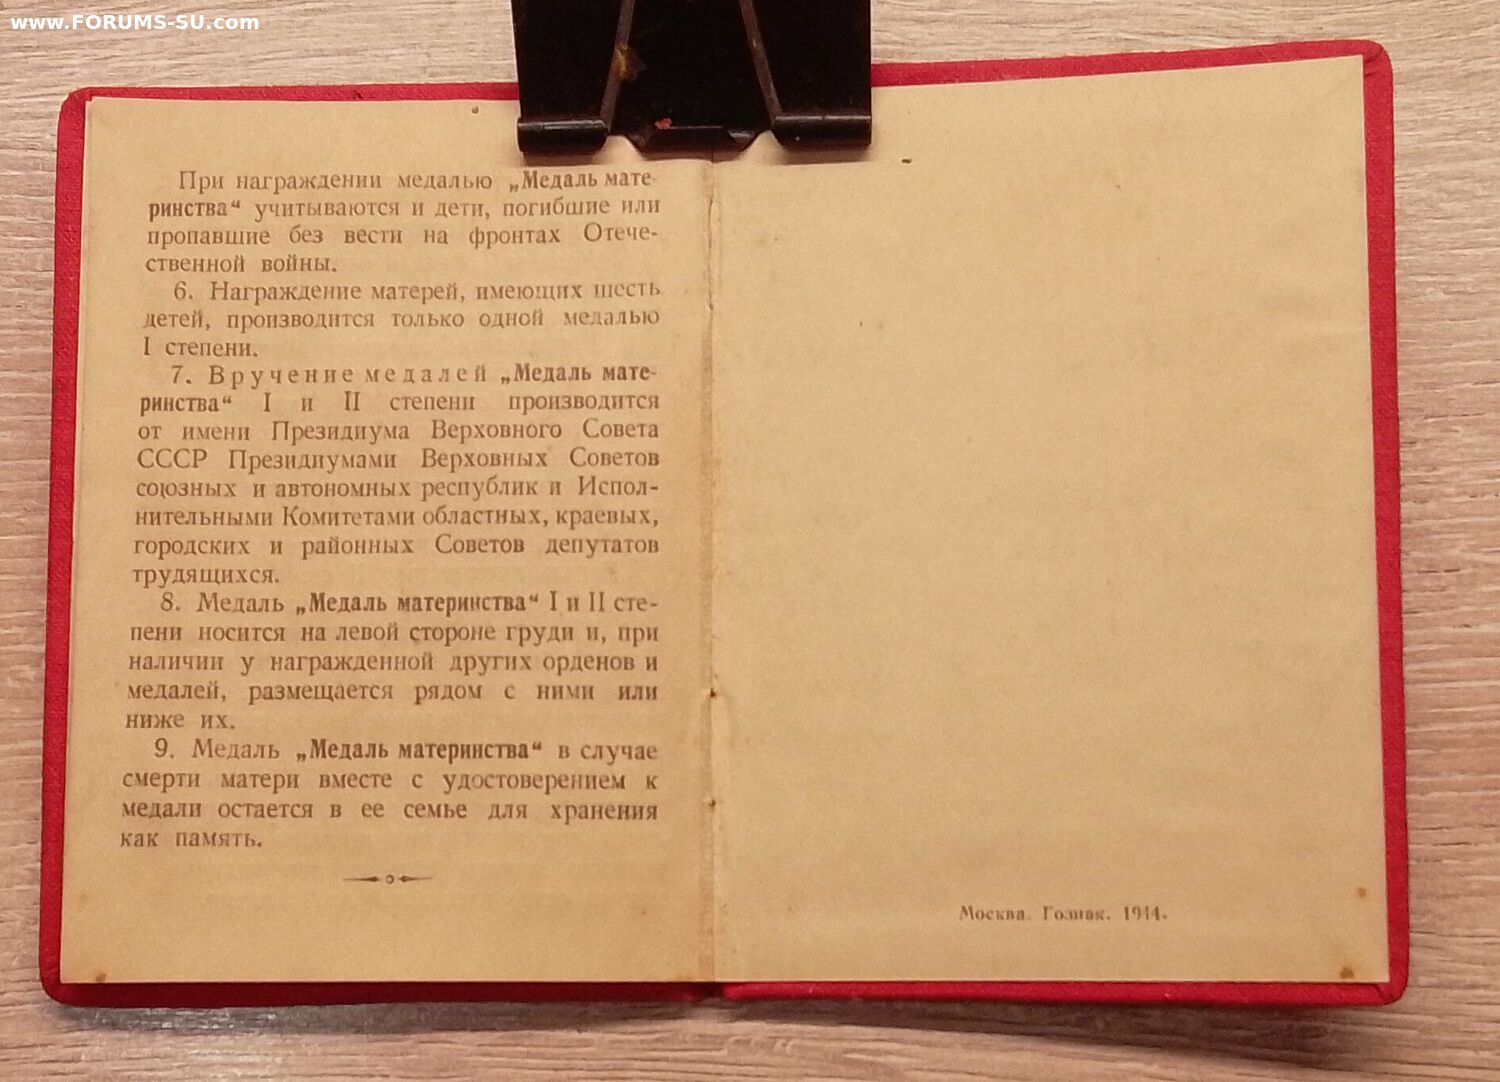 www.FORUMS-SU.com
При награждении медалью „Медаль мате-
ринства“ учитываются и дети, погибшие или
пропавшие без вести на фронтах Отече-
ственной войны.
6. Награждение матерей, имеющих шесть
детей, производится только одной медалью
I степени.
7. Вручение медалей „Медаль мате-
ринства“ I и II степени производится
от имени Президиума Верховного Совета
СССР Президиумами Верховных Советов
союзных и автономных республик и Испол-
нительными Комитетами областных, краевых,
городских и районных Советов депутатов
трудящихся.
8. Медаль „Медаль материнства“ I и II сте-
пени носится на левой стороне груди и, при
наличии у награжденной других орденов и
медалей, размещается рядом с ними или
ниже их.
9. Медаль „Медаль материнства“ в случае
смерти матери вместе с удостоверением к
медали остается в ее семье для хранения
как память.
Москва. Гознак. 1944.